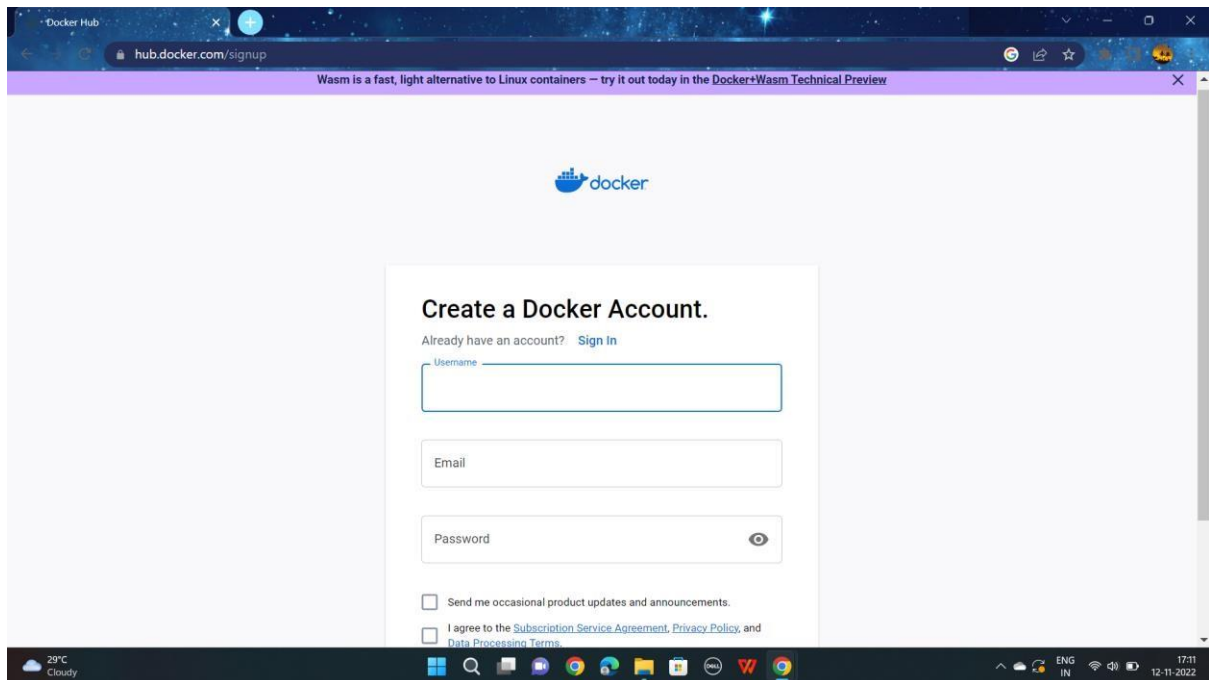 Docker Hub
hub.docker.com/signup
Wasm is a fast, light alternative to Linux containers — try it out today in the Docker+Wasm Technical Preview
docker
Create a Docker Account.
Already have an account? Sign In
Username
Email
Password
Send me occasional product updates and announcements.
I agree to the Subscription Service Agreement, Privacy Policy, and
Data Processing Terms.
29°C
Cloudy
DELL
ENG
IN
17:11
12-11-2022